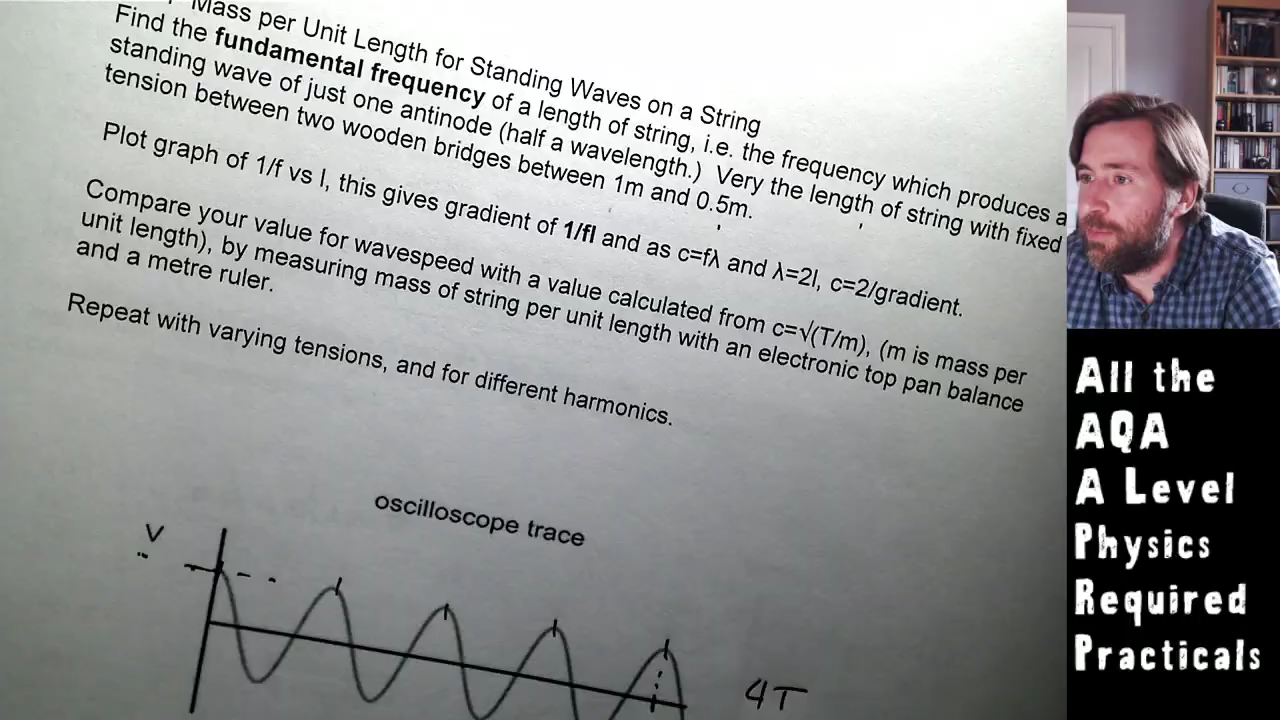 Mass per Unit Length for Standing Waves on a String
Find the fundamental frequency of a length of string, i.e. the frequency which produces a
standing wave of just one antinode (half a wavelength.) Very the length of string with fixed
tension between two wooden bridges between 1m and 0.5m.
Plot graph of 1/f vs l, this gives gradient of 1/fl and as c=fλ and λ=2l, c=2/gradient.
Compare your value for wavespeed with a value calculated from c=√(T/m), (m is mass per
unit length), by measuring mass of string per unit length with an electronic top pan balance
and a metre ruler.
Repeat with varying tensions, and for different harmonics.
oscilloscope trace
V
4T
All the
AQA
A Level
Physics
Required
Practicals